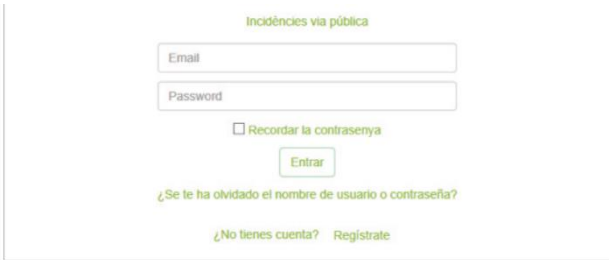 Incidéncies via pública
Email
Password
Recordar la contrasenya
Entrar
¿Se te ha olvidado el nombre de usuario o contraseña?
¿No tienes cuenta? Regístrate